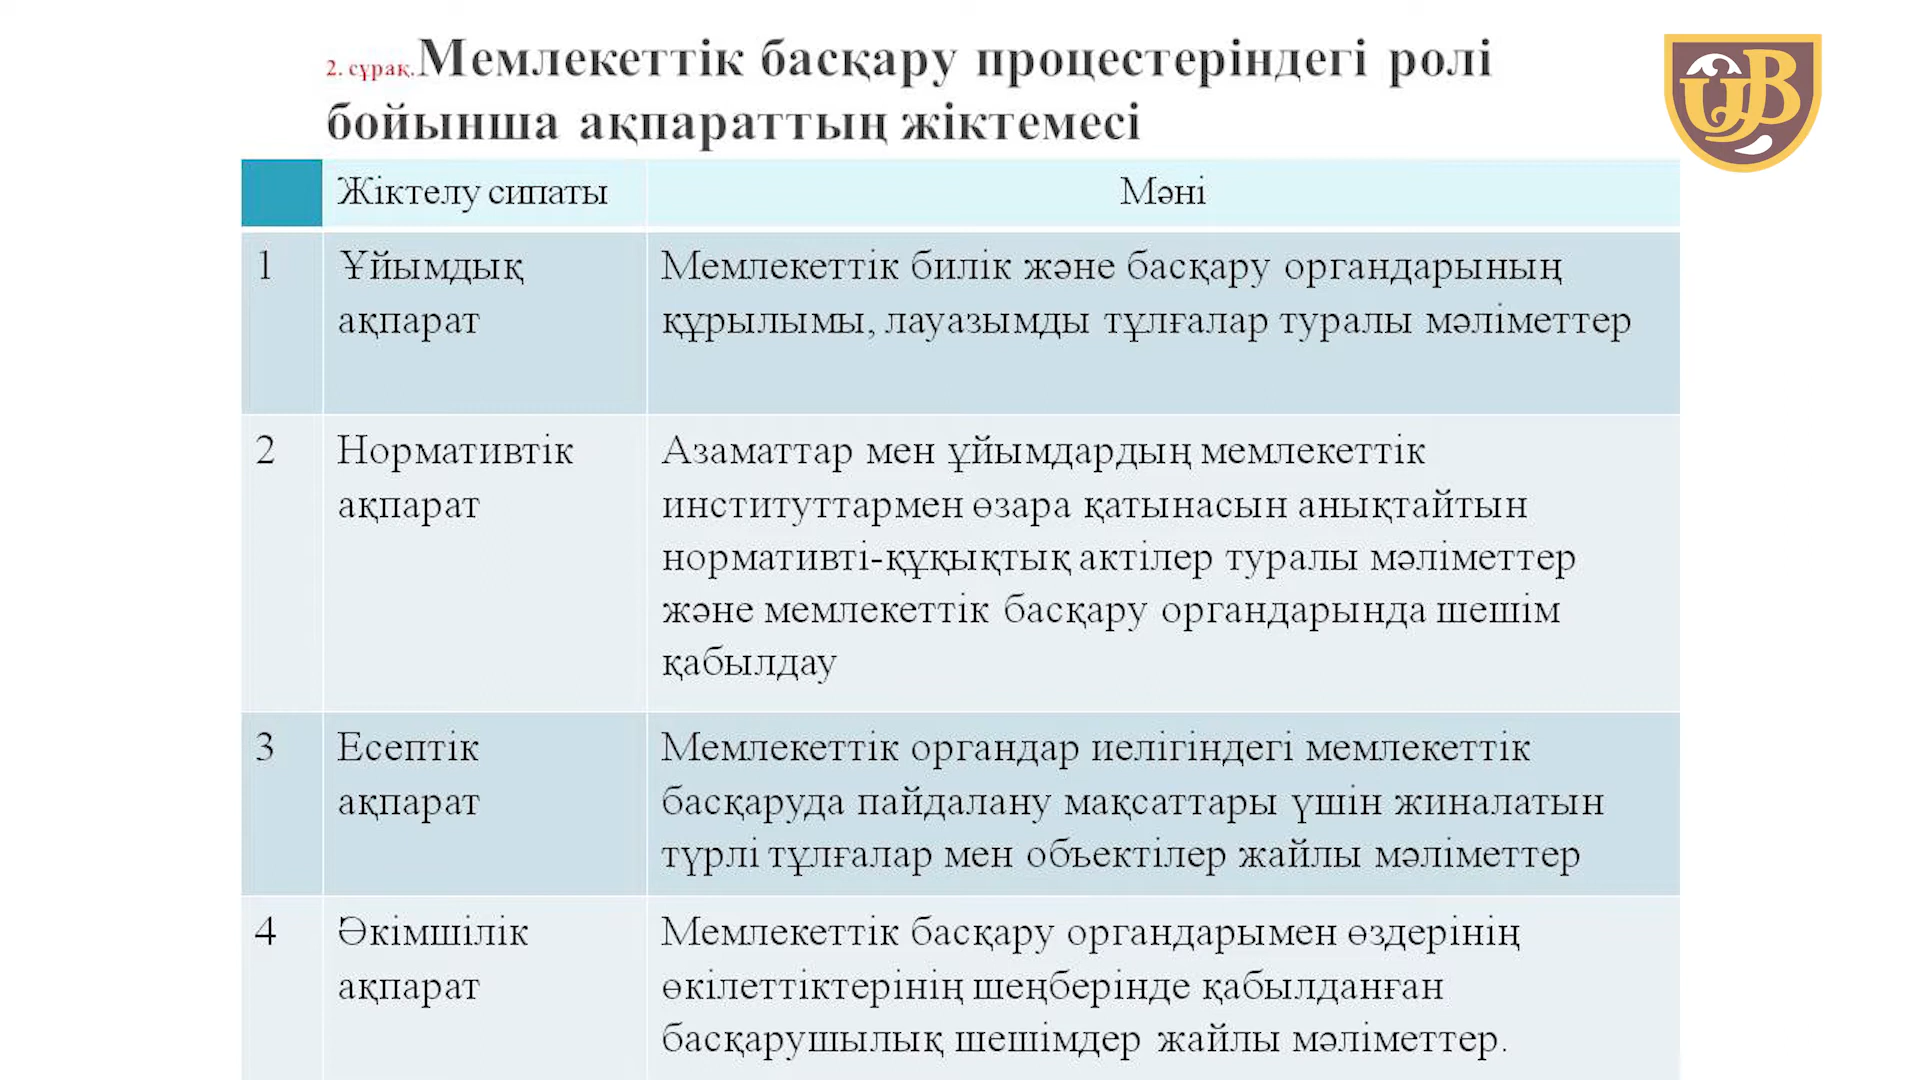 2. сұрақ.Мемлекеттік басқару процестеріндегі ролі
бойынша ақпараттың жіктемесі
Жіктелу сипаты
Мәні
1
Ұйымдық
ақпарат
Мемлекеттік билік және басқару органдарының
құрылымы, лауазымды тұлғалар туралы мәліметтер
2
Нормативтік
ақпарат
Азаматтар мен ұйымдардың мемлекеттік
институттармен өзара қатынасын анықтайтын
нормативті-құқықтық актілер туралы мәліметтер
және мемлекеттік басқару органдарында шешім
қабылдау
3
Есептік
ақпарат
Мемлекеттік органдар иелігіндегі мемлекеттік
басқаруда пайдалану мақсаттары үшін жиналатын
түрлі тұлғалар мен объектілер жайлы мәліметтер
4
Әкімшілік
ақпарат
Мемлекеттік басқару органдарымен өздерінің
өкілеттіктерінің шеңберінде қабылданған
басқарушылық шешімдер жайлы мәліметтер.